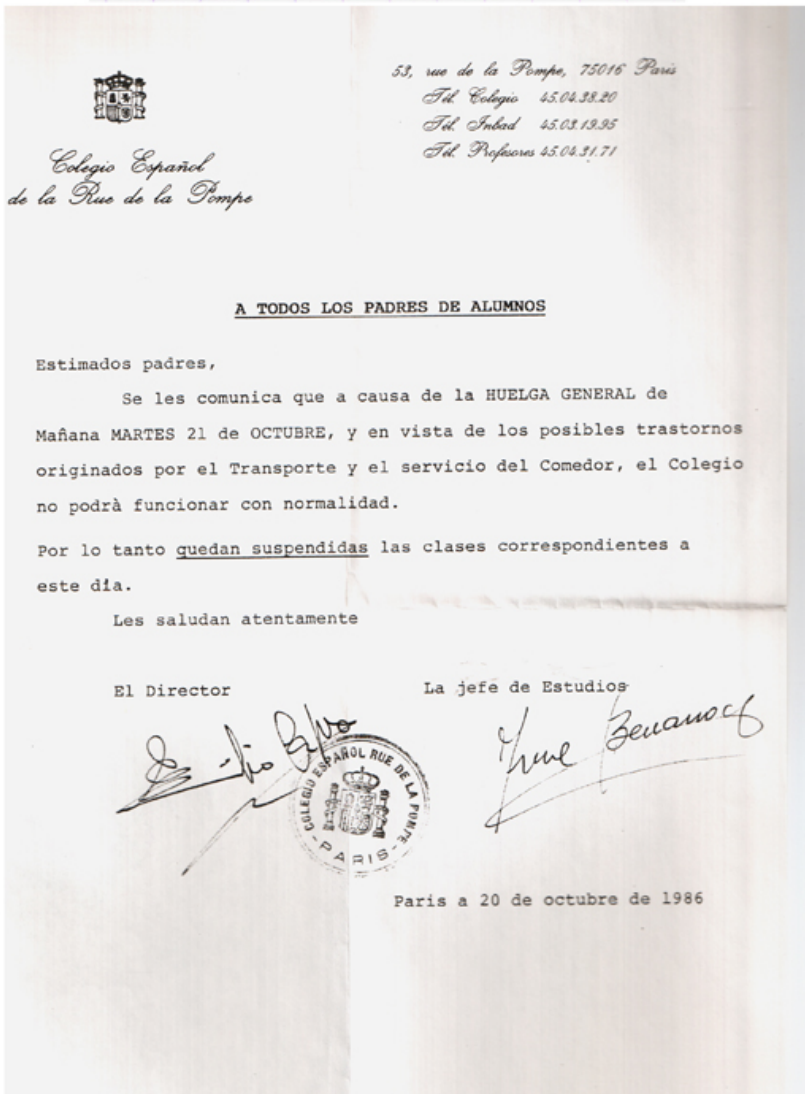 53, rue de la Pompe, 75016 Paris
Tél. Colegio 45.04.38.20
Tél. Inbad 45.03.19.95
Tél. Profesores 45.04.31.71
Colegio Español
de la Rue de la Pompe
A TODOS LOS PADRES DE ALUMNOS
Estimados padres,
Se les comunica que a causa de la HUELGA GENERAL de
Mañana MARTES 21 de OCTUBRE, y en vista de los posibles trastornos
originados por el Transporte y el servicio del Comedor, el Colegio
no podrà funcionar con normalidad.
Por lo tanto quedan suspendidas las clases correspondientes a
este día.
Les saludan atentamente
El Director
La jefe de Estudios
COLEGIO ESPAÑOL RUE DE LA POMPE
- PARIS -
Paris a 20 de octubre de 1986